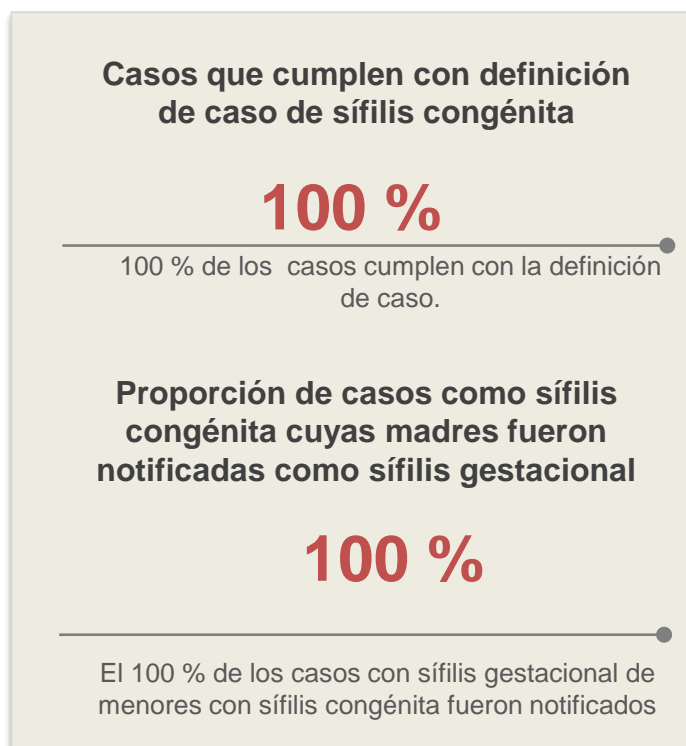 Casos que cumplen con definición
de caso de sífilis congénita
100 %
100 % de los casos cumplen con la definición
de caso.
Proporción de casos como sífilis
congénita cuyas madres fueron
notificadas como sífilis gestacional
100 %
El 100 % de los casos con sífilis gestacional de
menores con sífilis congénita fueron notificados